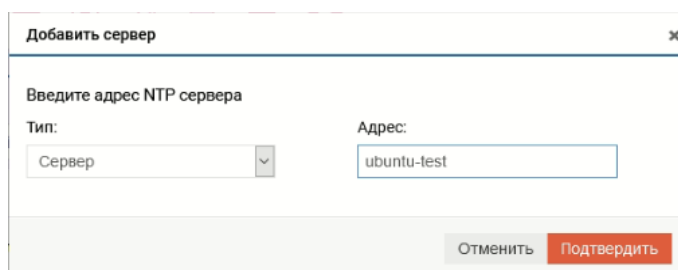 Добавить сервер
Введите адрес NTP сервера
Тип: Адрес:
Сервер ubuntu-test
Отменить Подтвердить